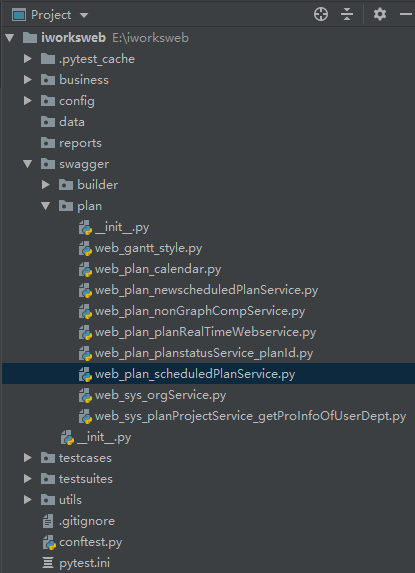 Project
iworksweb E:\iworksweb
.pytest_cache
business
config
data
reports
swagger
builder
plan
__init__.py
web_gantt_style.py
web_plan_calendar.py
web_plan_newscheduledPlanService.py
web_plan_nonGraphCompService.py
web_plan_planRealTimeWebservice.py
web_plan_planstatusService_planId.py
web_plan_scheduledPlanService.py
web_sys_orgService.py
web_sys_planProjectService_getProInfoOfUserDept.py
__init__.py
testcases
testsuites
utils
.gitignore
conftest.py
pytest.ini